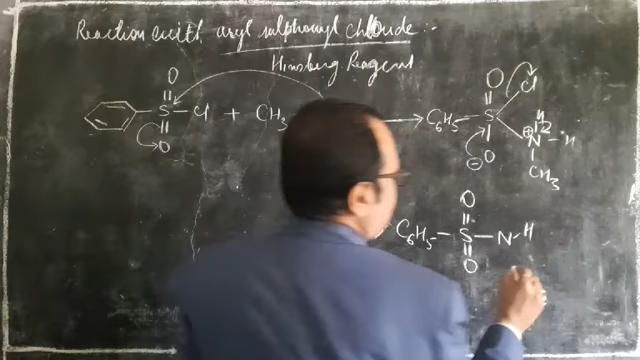 Reaction with aryl sulphonyl chloride :-
Hinsberg Reagent
O
S Cl + CH3
O
O Cl
C6H5 S
⊖ O ⊕ N H
CH3
O
C6H5 - S - N - H
O